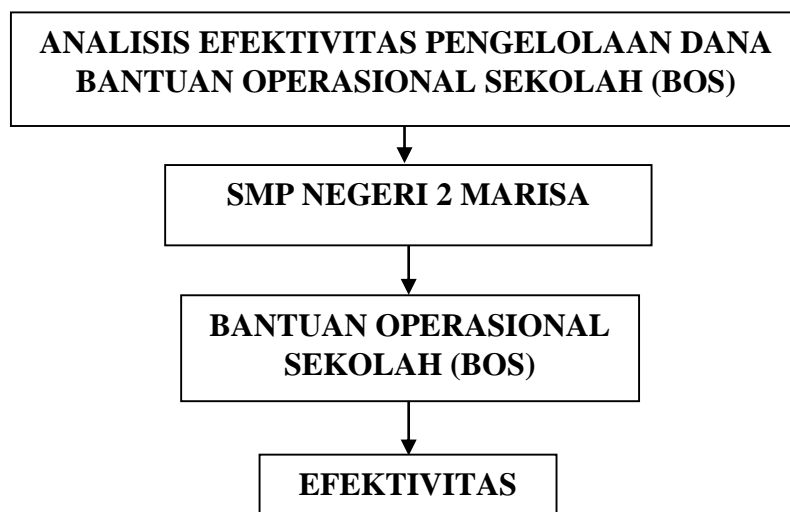 ANALISIS EFEKTIVITAS PENGELOLAAN DANA
BANTUAN OPERASIONAL SEKOLAH (BOS)
SMP NEGERI 2 MARISA
BANTUAN OPERASIONAL
SEKOLAH (BOS)
EFEKTIVITAS